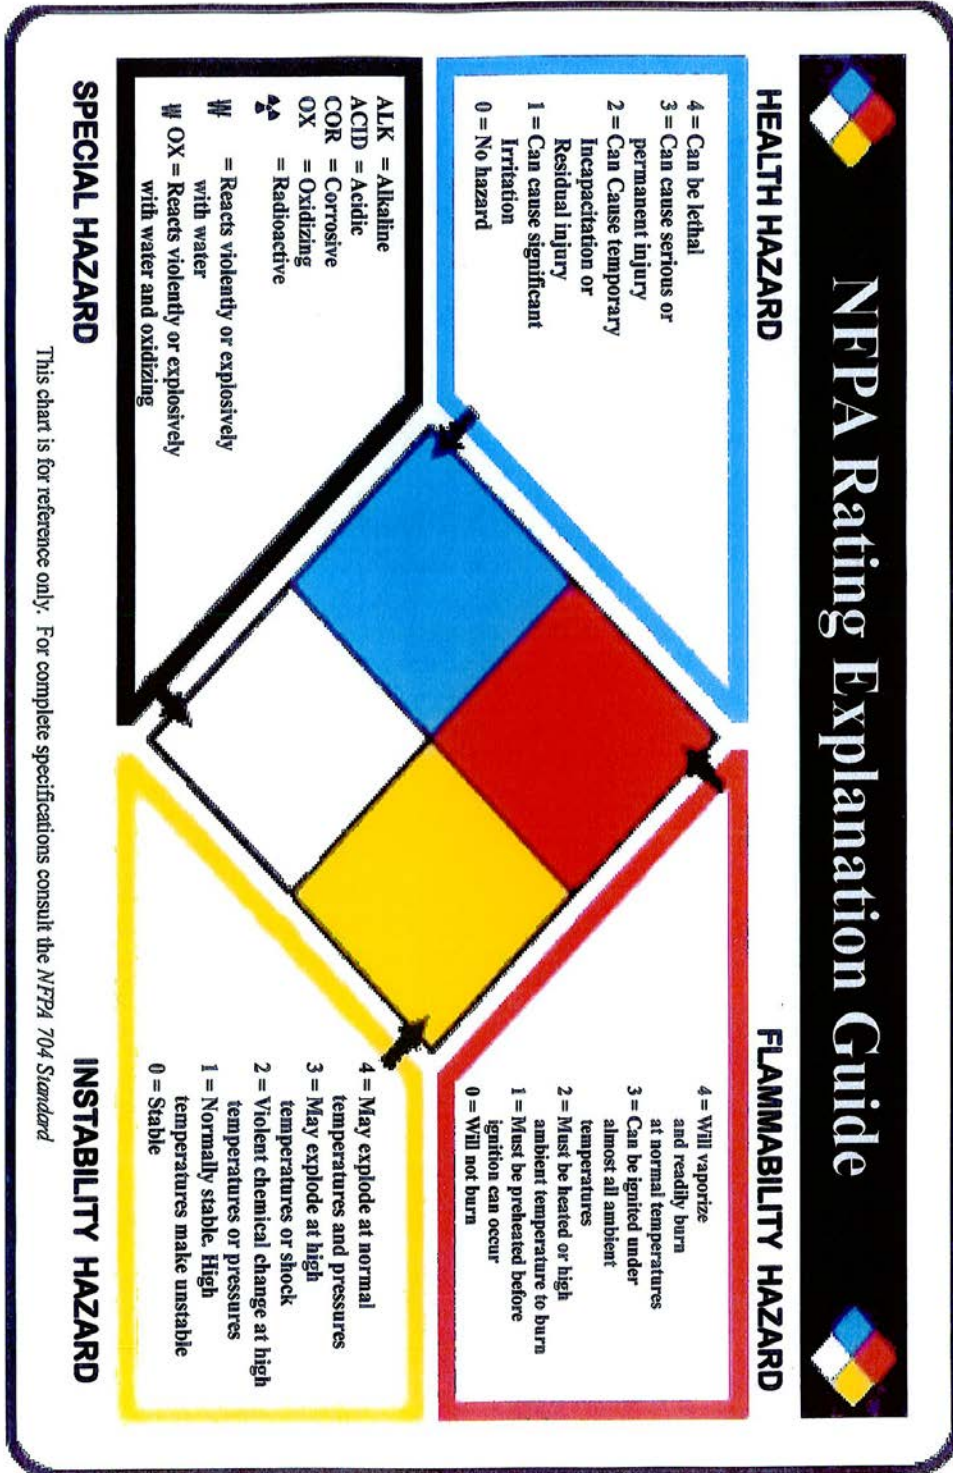 NFPA Rating Explanation Guide
HEALTH HAZARD
4 = Can be lethal
3 = Can cause serious or
permanent injury
2 = Can Cause temporary
Incapacitation or
Residual injury
1 = Can cause significant
Irritation
0 = No hazard
FLAMMABILITY HAZARD
4 = Will vaporize
and readily burn
at normal temperatures
3 = Can be ignited under
almost all ambient
temperatures
2 = Must be heated or high
ambient temperature to burn
1 = Must be preheated before
ignition can occur
0 = Will not burn
ALK = Alkaline
ACID = Acidic
COR = Corrosive
OX = Oxidizing
= Radioactive
W = Reacts violently or explosively
with water
W OX = Reacts violently or explosively
with water and oxidizing
SPECIAL HAZARD
4 = May explode at normal
temperatures and pressures
3 = May explode at high
temperatures or shock
2 = Violent chemical change at high
temperatures or pressures
1 = Normally stable. High
temperatures make unstable
0 = Stable
INSTABILITY HAZARD
This chart is for reference only. For complete specifications consult the NFPA 704 Standard